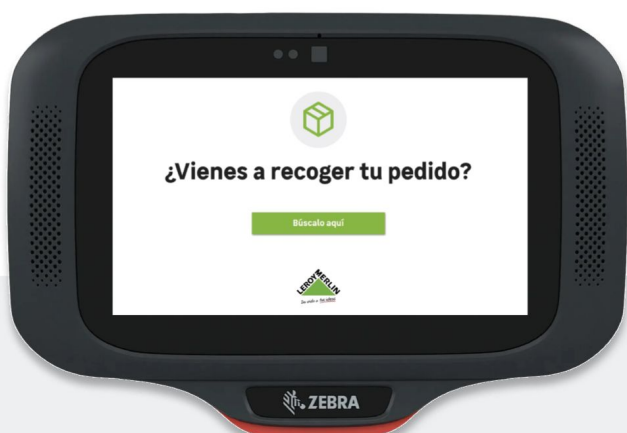 ¿Vienes a recoger tu pedido?
Búscalo aquí
LEROY MERLIN
ZEBRA